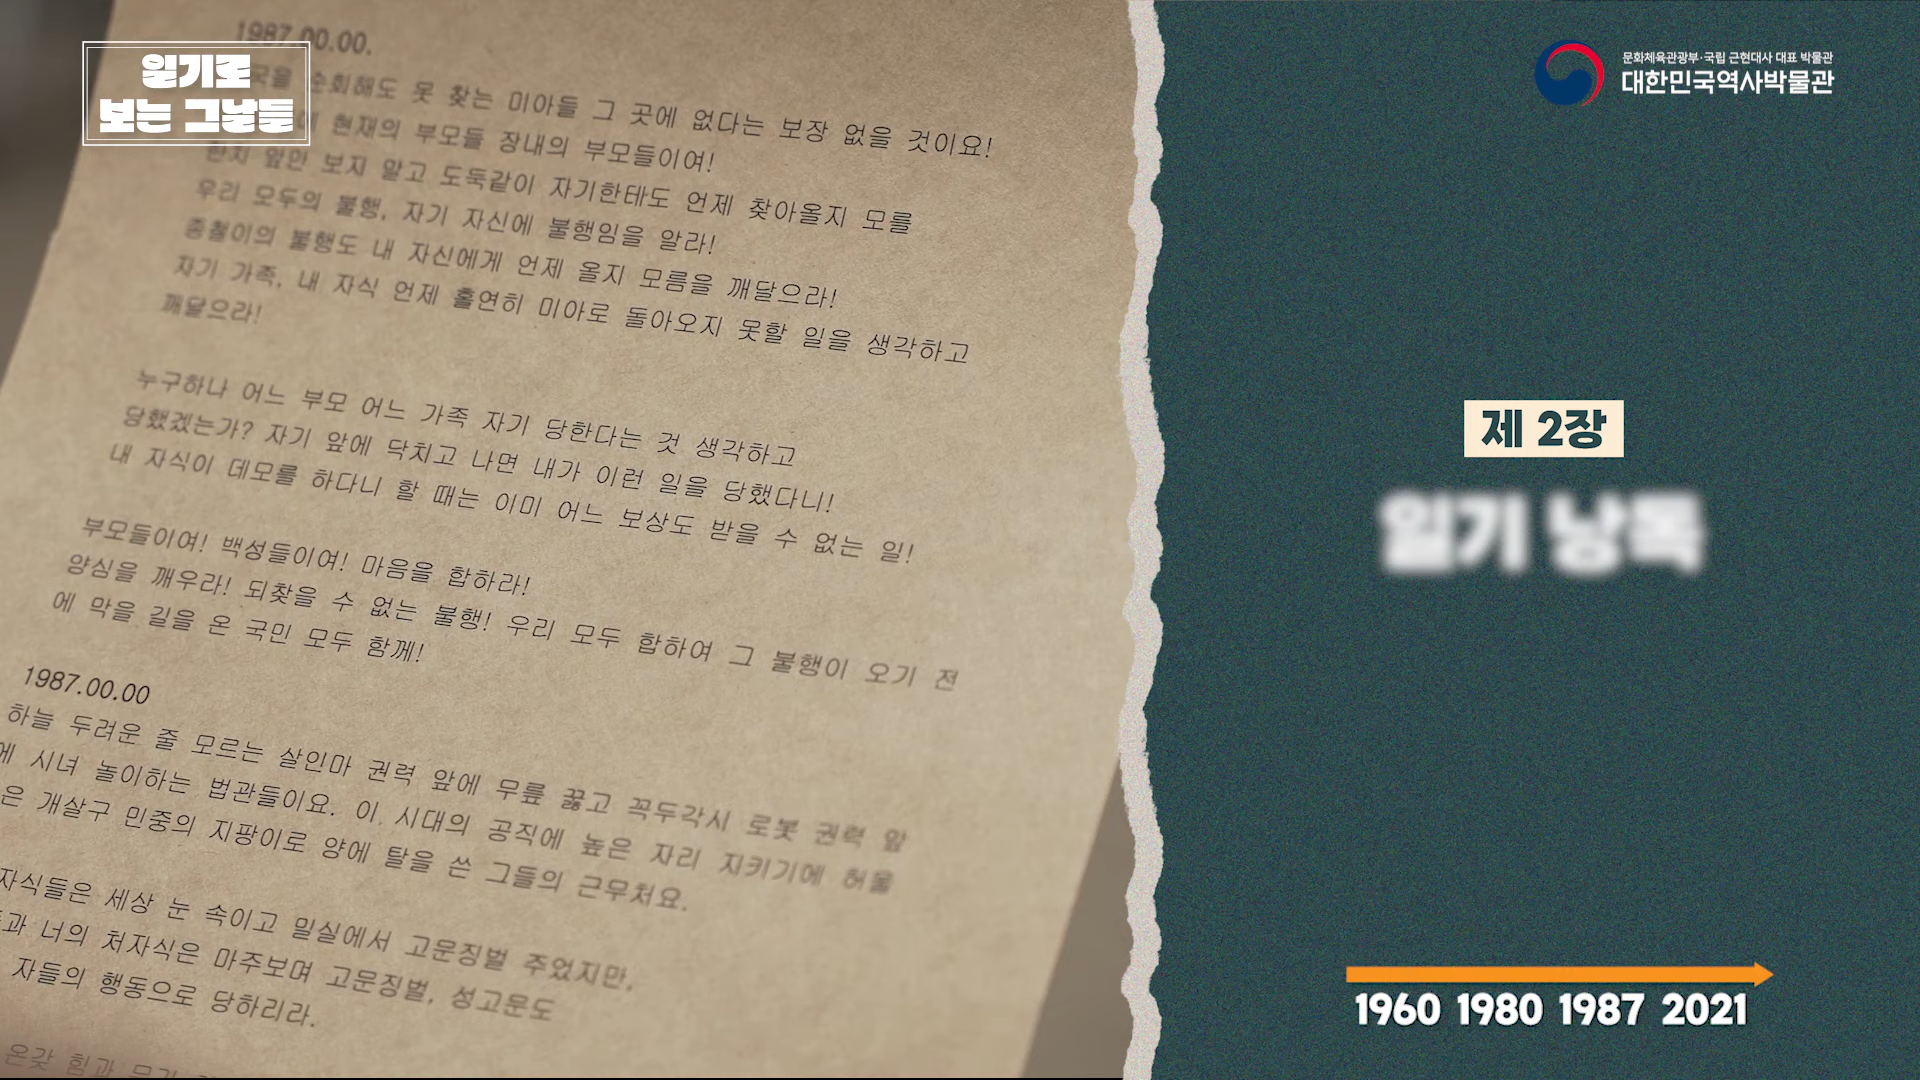 일기로
보는 그날들
문화체육관광부·국립 근현대사 대표 박물관
대한민국역사박물관
1987.00.00.
순회해도 못 찾는 미아들 그 곳에 없다는 보장 없을 것이요!
현재의 부모들 장내의 부모들이여!
한치 앞만 보지 말고 도둑같이 자기한테도 언제 찾아올지 모를
우리 모두의 불행, 자기 자신에 불행임을 알라!
종철이의 불행도 내 자신에게 언제 올지 모름을 깨달으라!
자기 가족, 내 자식 언제 홀연히 미아로 돌아오지 못할 일을 생각하고
깨달으라!
누구하나 어느 부모 어느 가족 자기 당한다는 것 생각하고
당했겠는가? 자기 앞에 닥치고 나면 내가 이런 일을 당했다니!
내 자식이 데모를 하다니 할 때는 이미 어느 보상도 받을 수 없는 일!
부모들이여! 백성들이여! 마음을 합하라!
양심을 깨우라! 되찾을 수 없는 불행! 우리 모두 합하여 그 불행이 오기 전
에 막을 길을 온 국민 모두 함께!
1987.00.00
하늘 두려운 줄 모르는 살인마 권력 앞에 무릎 꿇고 꼭두각시 로봇 권력 앞
에 시녀 놀이하는 법관들이요. 이 시대의 공직에 높은 자리 지키기에 허울
은 개살구 민중의 지팡이로 양에 탈을 쓴 그들의 근무처요.
자식들은 세상 눈 속이고 밀실에서 고문징벌 주었지만,
과 너의 처자식은 마주보며 고문징벌, 성고문도
자들의 행동으로 당하리라.
온갖 힘과
제 2장
일기 낭독
1960 1980 1987 2021